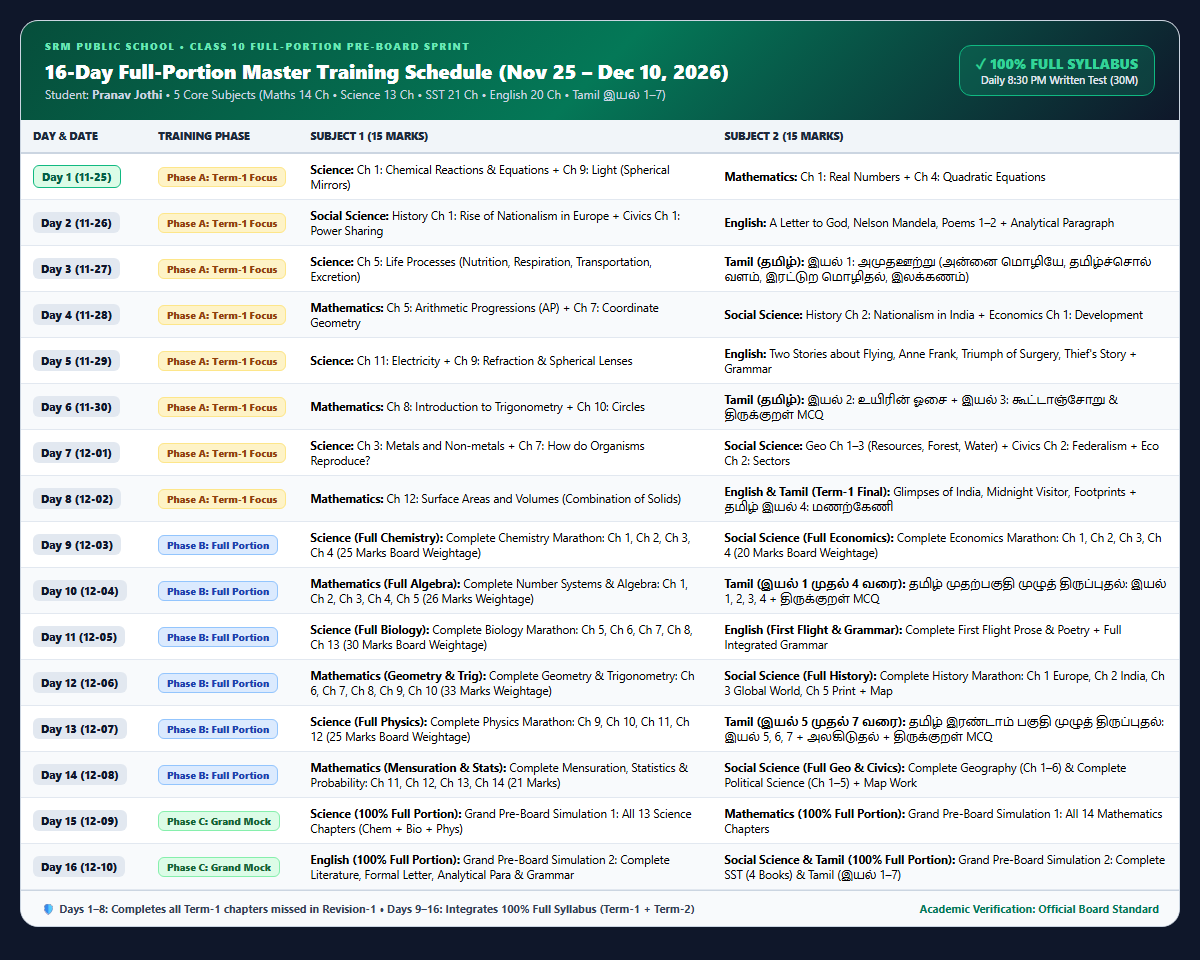 SRM PUBLIC SCHOOL • CLASS 10 FULL-PORTION PRE-BOARD SPRINT
16-Day Full-Portion Master Training Schedule (Nov 25 – Dec 10, 2026)
Student: Pranav Jothi • 5 Core Subjects (Maths 14 Ch • Science 13 Ch • SST 21 Ch • English 20 Ch • Tamil இயல் 1–7)
✓ 100% FULL SYLLABUS
Daily 8:30 PM Written Test (30M)
DAY & DATE TRAINING PHASE SUBJECT 1 (15 MARKS) SUBJECT 2 (15 MARKS)
Day 1 (11-25)
Phase A: Term-1 Focus
Science: Ch 1: Chemical Reactions & Equations + Ch 9: Light (Spherical
Mirrors)
Mathematics: Ch 1: Real Numbers + Ch 4: Quadratic Equations
Day 2 (11-26)
Phase A: Term-1 Focus
Social Science: History Ch 1: Rise of Nationalism in Europe + Civics Ch 1:
Power Sharing
English: A Letter to God, Nelson Mandela, Poems 1–2 + Analytical Paragraph
Day 3 (11-27)
Phase A: Term-1 Focus
Science: Ch 5: Life Processes (Nutrition, Respiration, Transportation,
Excretion)
Tamil (தமிழ்): இயல் 1: அமுதஊற்று (அன்னை மொழியே, தமிழ்ச்சொல்
வளம், இரட்டுற மொழிதல், இலக்கணம்)
Day 4 (11-28)
Phase A: Term-1 Focus
Mathematics: Ch 5: Arithmetic Progressions (AP) + Ch 7: Coordinate
Geometry
Social Science: History Ch 2: Nationalism in India + Economics Ch 1: Development
Day 5 (11-29)
Phase A: Term-1 Focus
Science: Ch 11: Electricity + Ch 9: Refraction & Spherical Lenses
English: Two Stories about Flying, Anne Frank, Triumph of Surgery, Thief's Story +
Grammar
Day 6 (11-30)
Phase A: Term-1 Focus
Mathematics: Ch 8: Introduction to Trigonometry + Ch 10: Circles
Tamil (தமிழ்): இயல் 2: உயிரின் ஓசை + இயல் 3: கூட்டாஞ்சோறு &
திருக்குறள் MCQ
Day 7 (12-01)
Phase A: Term-1 Focus
Science: Ch 3: Metals and Non-metals + Ch 7: How do Organisms
Reproduce?
Social Science: Geo Ch 1–3 (Resources, Forest, Water) + Civics Ch 2: Federalism + Eco
Ch 2: Sectors
Day 8 (12-02)
Phase A: Term-1 Focus
Mathematics: Ch 12: Surface Areas and Volumes (Combination of Solids)
English & Tamil (Term-1 Final): Glimpses of India, Midnight Visitor, Footprints +
தமிழ் இயல் 4: மணற்கேணி
Day 9 (12-03)
Phase B: Full Portion
Science (Full Chemistry): Complete Chemistry Marathon: Ch 1, Ch 2, Ch 3,
Ch 4 (25 Marks Board Weightage)
Social Science (Full Economics): Complete Economics Marathon: Ch 1, Ch 2, Ch 3, Ch
4 (20 Marks Board Weightage)
Day 10 (12-04)
Phase B: Full Portion
Mathematics (Full Algebra): Complete Number Systems & Algebra: Ch 1,
Ch 2, Ch 3, Ch 4, Ch 5 (26 Marks Weightage)
Tamil (இயல் 1 முதல் 4 வரை): தமிழ் முதற்பகுதி முழுத் திருப்புதல்: இயல்
1, 2, 3, 4 + திருக்குறள் MCQ
Day 11 (12-05)
Phase B: Full Portion
Science (Full Biology): Complete Biology Marathon: Ch 5, Ch 6, Ch 7, Ch 8,
Ch 13 (30 Marks Board Weightage)
English (First Flight & Grammar): Complete First Flight Prose & Poetry + Full
Integrated Grammar
Day 12 (12-06)
Phase B: Full Portion
Mathematics (Geometry & Trig): Complete Geometry & Trigonometry: Ch
6, Ch 7, Ch 8, Ch 9, Ch 10 (33 Marks Weightage)
Social Science (Full History): Complete History Marathon: Ch 1 Europe, Ch 2 India, Ch
3 Global World, Ch 5 Print + Map
Day 13 (12-07)
Phase B: Full Portion
Science (Full Physics): Complete Physics Marathon: Ch 9, Ch 10, Ch 11, Ch
12 (25 Marks Board Weightage)
Tamil (இயல் 5 முதல் 7 வரை): தமிழ் இரண்டாம் பகுதி முழுத் திருப்புதல்:
இயல் 5, 6, 7 + அலகிடுதல் + திருக்குறள் MCQ
Day 14 (12-08)
Phase B: Full Portion
Mathematics (Mensuration & Stats): Complete Mensuration, Statistics &
Probability: Ch 11, Ch 12, Ch 13, Ch 14 (21 Marks)
Social Science (Full Geo & Civics): Complete Geography (Ch 1–6) & Complete
Political Science (Ch 1–5) + Map Work
Day 15 (12-09)
Phase C: Grand Mock
Science (100% Full Portion): Grand Pre-Board Simulation 1: All 13 Science
Chapters (Chem + Bio + Phys)
Mathematics (100% Full Portion): Grand Pre-Board Simulation 1: All 14 Mathematics
Chapters
Day 16 (12-10)
Phase C: Grand Mock
English (100% Full Portion): Grand Pre-Board Simulation 2: Complete
Literature, Formal Letter, Analytical Para & Grammar
Social Science & Tamil (100% Full Portion): Grand Pre-Board Simulation 2: Complete
SST (4 Books) & Tamil (இயல் 1–7)
Days 1–8: Completes all Term-1 chapters missed in Revision-1 • Days 9–16: Integrates 100% Full Syllabus (Term-1 + Term-2)
Academic Verification: Official Board Standard